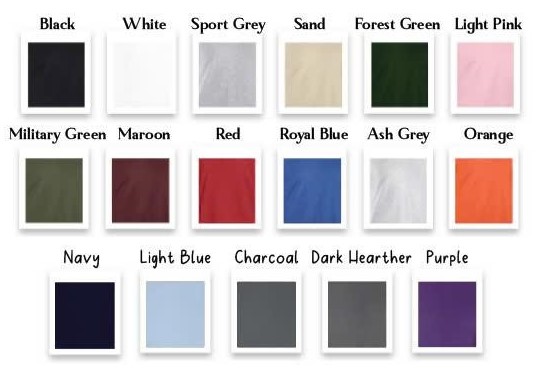 Black White Sport Grey Sand Forest Green Light Pink
Military Green Maroon Red Royal Blue Ash Grey Orange
Navy Light Blue Charcoal Dark Hearther Purple